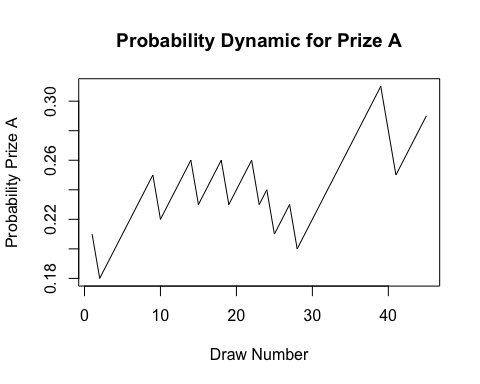 Probability Dynamic for Prize A
Probability Prize A
0.30
0.26
0.22
0.18
0 10 20 30 40
Draw Number